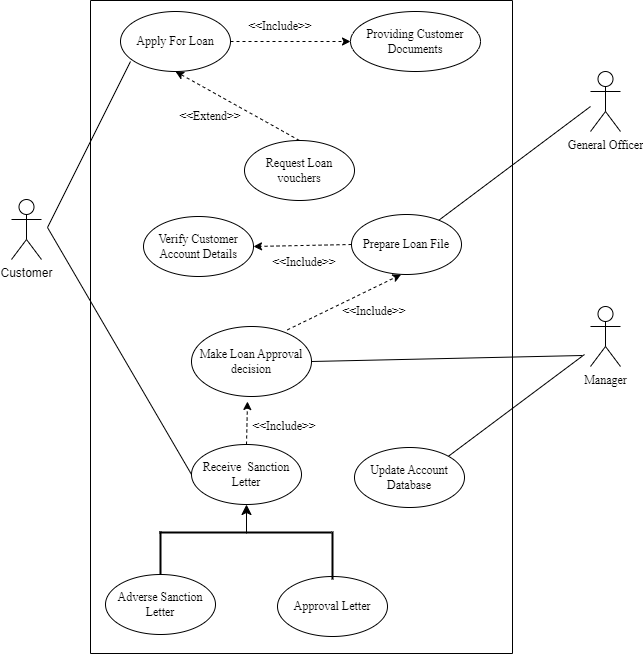 <<Include>>
Apply For Loan
Providing Customer
Documents
<<Extend>>
General Officer
Request Loan
vouchers
Verify Customer
Account Details
Prepare Loan File
<<Include>>
Customer
<<Include>>
Make Loan Approval
decision
Manager
<<Include>>
Receive Sanction
Letter
Update Account
Database
Adverse Sanction
Letter
Approval Letter